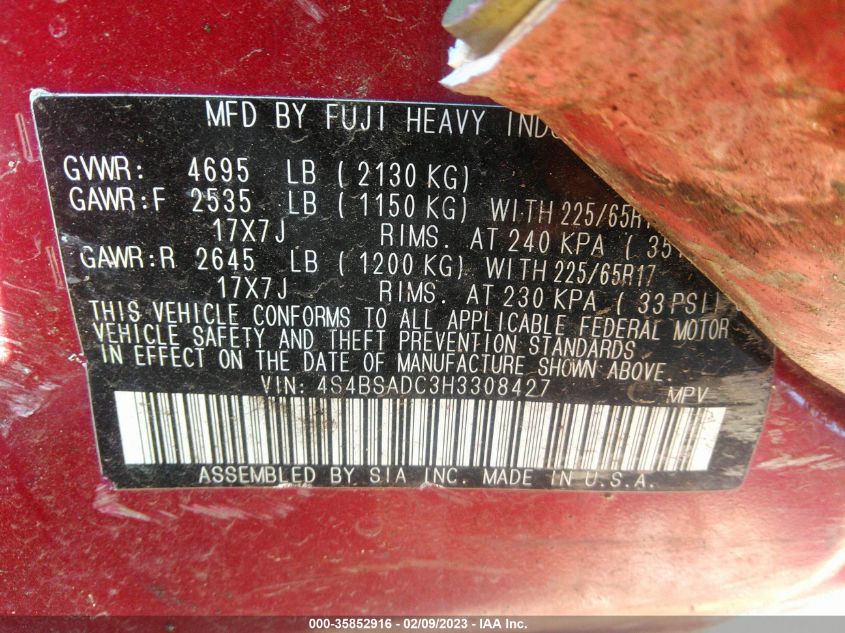 MFD BY FUJI HEAVY
GVWR: 4695 LB ( 2130 KG)
GAWR:F 2535 LB ( 1150 KG) WITH
17X7J RIMS. AT 240 KPA (
GAWR:R 2645 LB ( 1200 KG) WITH 225/65R17
17X7J RIMS. AT 230 KPA ( 33 PSI)
THIS VEHICLE CONFORMS TO ALL APPLICABLE FEDERAL MOTOR
VEHICLE SAFETY AND THEFT PREVENTION STANDARDS
IN EFFECT ON THE DATE OF MANUFACTURE SHOWN ABOVE.
VIN: 4S4BSADC3H3308427 MPV
ASSEMBLED BY SIA INC. MADE IN U.S.A.
000-35852916 - 02/09/2023 - IAA Inc.